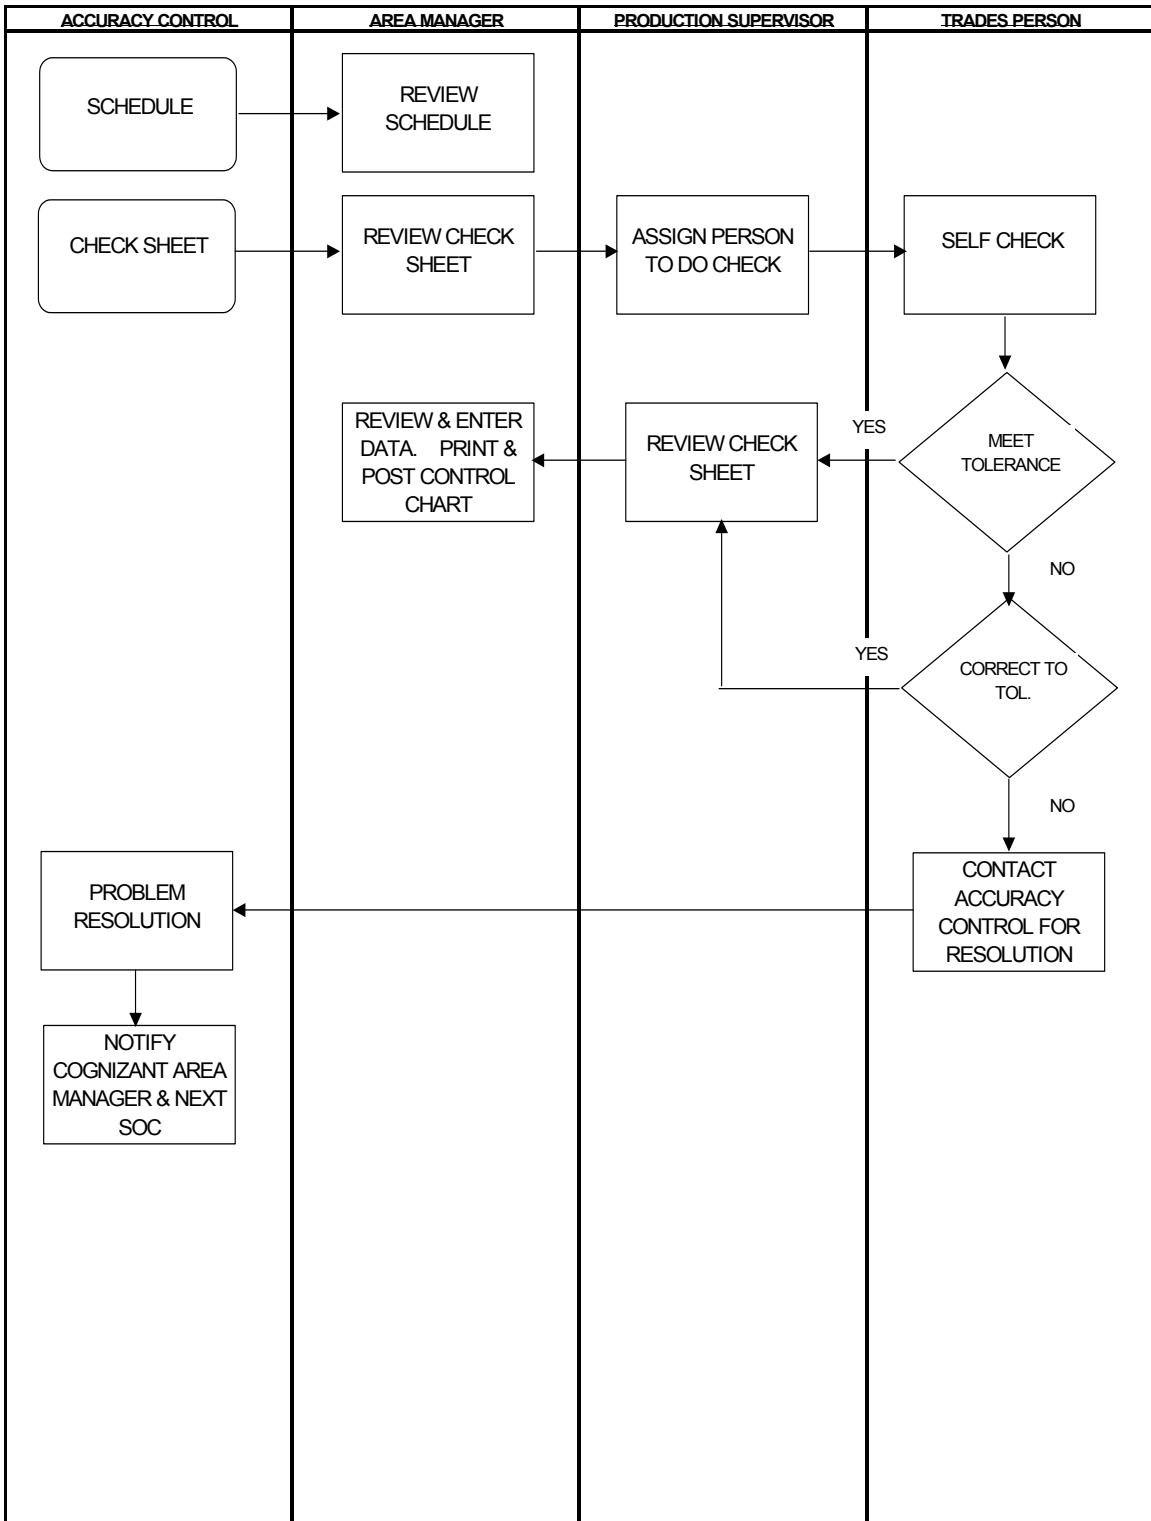 ACCURACY CONTROL
AREA MANAGER
PRODUCTION SUPERVISOR
TRADES PERSON
SCHEDULE
REVIEW
SCHEDULE
CHECK SHEET
REVIEW CHECK
SHEET
ASSIGN PERSON
TO DO CHECK
SELF CHECK
REVIEW & ENTER
DATA. PRINT &
POST CONTROL
CHART
REVIEW CHECK
SHEET
YES
MEET
TOLERANCE
NO
YES
CORRECT TO
TOL.
NO
PROBLEM
RESOLUTION
CONTACT
ACCURACY
CONTROL FOR
RESOLUTION
NOTIFY
COGNIZANT AREA
MANAGER & NEXT
SOC